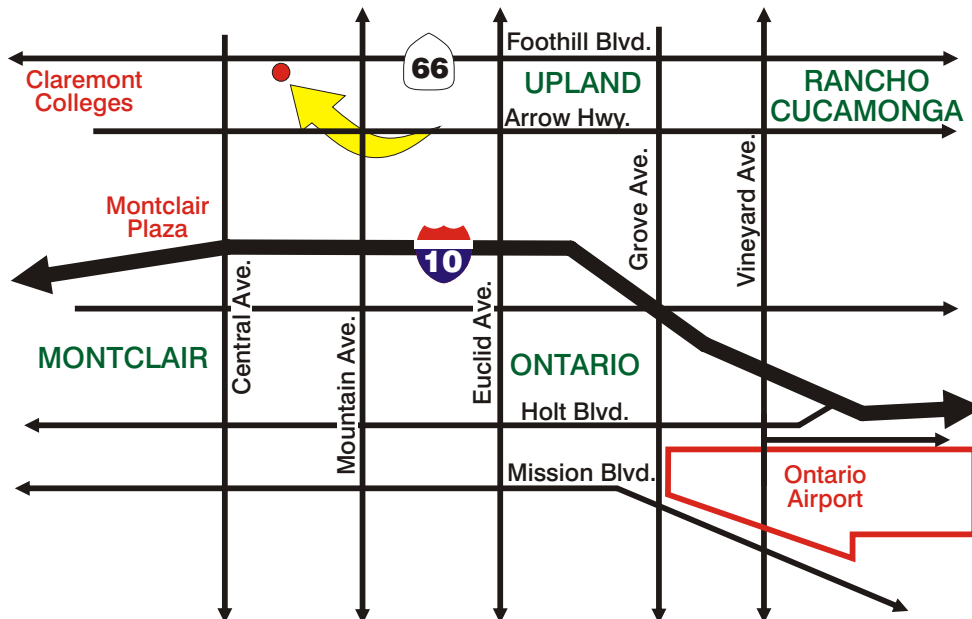 Foothill Blvd.
66
Claremont
Colleges
UPLAND
RANCHO
CUCAMONGA
Arrow Hwy.
Montclair
Plaza
Grove Ave.
Vineyard Ave.
10
Central Ave.
Mountain Ave.
Euclid Ave.
MONTCLAIR
ONTARIO
Holt Blvd.
Mission Blvd.
Ontario
Airport